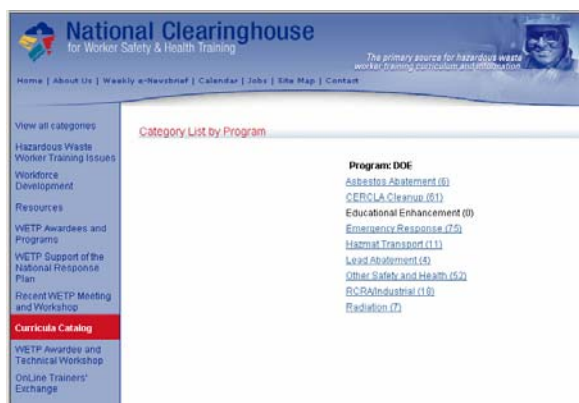 National Clearinghouse
for Worker Safety & Health Training
The primary source for hazardous waste
worker training curriculum and information
Home | About Us | Weekly e-Newsbrief | Calendar | Jobs | Site Map | Contact
View all categories
Hazardous Waste
Worker Training Issues
Workforce
Development
Resources
WETP Awardees and
Programs
WETP Support of the
National Response
Plan
Recent WETP Meeting
and Workshop
Curricula Catalog
WETP Awardee and
Technical Workshop
OnLine Trainers'
Exchange
Category List by Program
Program: DOE
Asbestos Abatement (6)
CERCLA Cleanup (61)
Educational Enhancement (0)
Emergency Response (75)
Hazmat Transport (11)
Lead Abatement (4)
Other Safety and Health (52)
RCRA/Industrial (18)
Radiation (7)